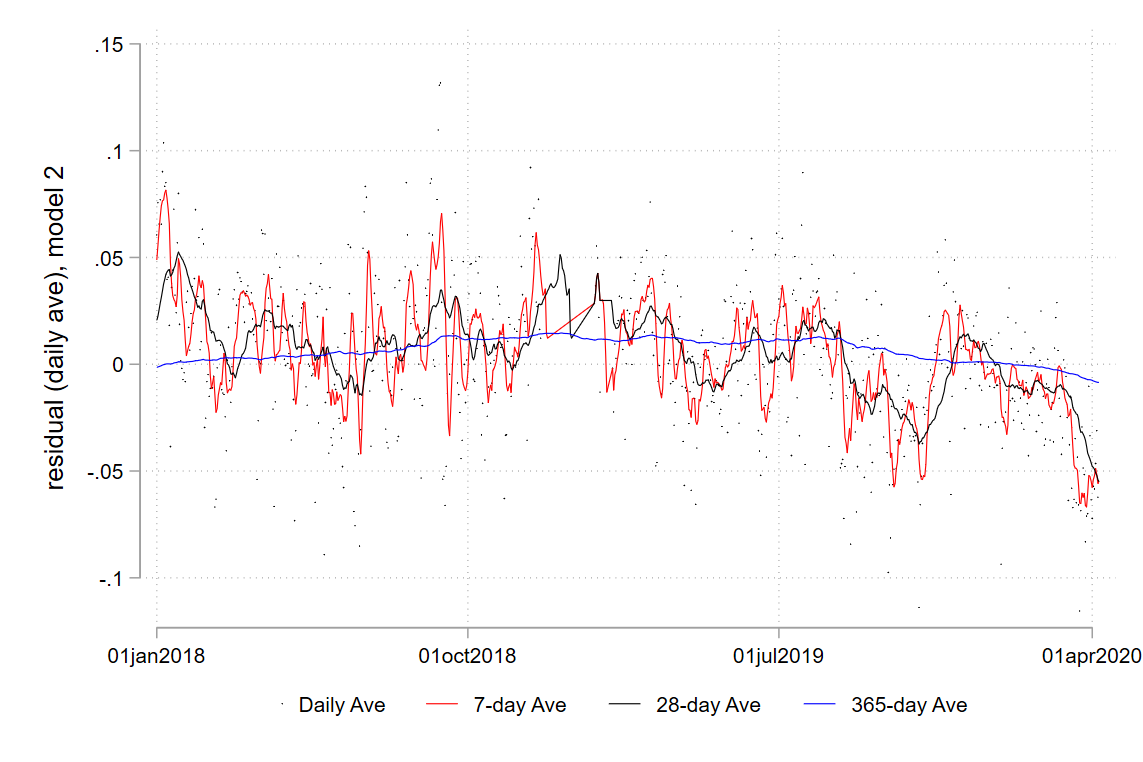 .15
.1
.05
0
-.05
-.1
residual (daily ave), model 2
01jan2018 01oct2018 01jul2019 01apr2020
Daily Ave 7-day Ave 28-day Ave 365-day Ave